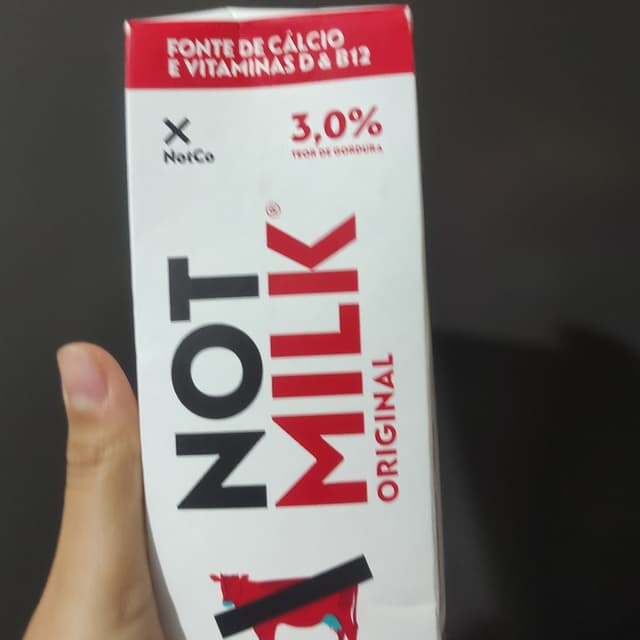 FONTE DE CÁLCIO
E VITAMINAS D & B12
NotCo
3,0%
TEOR DE GORDURA
NOT
MILK®
ORIGINAL